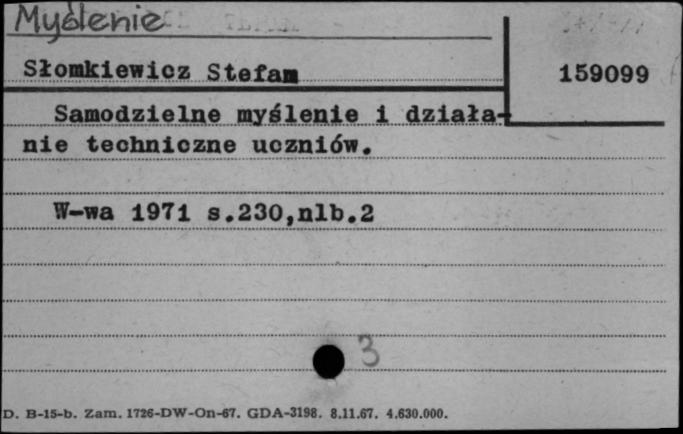 Myślenie
Słomkiewicz Stefan
159099
Samodzielne myślenie i działa-
nie techniczne uczniów.
W-wa 1971 s.230,nlb.2
3
D. B-15-b. Zam. 1726-DW-On-67. GDA-3198. 8.11.67. 4.630.000.